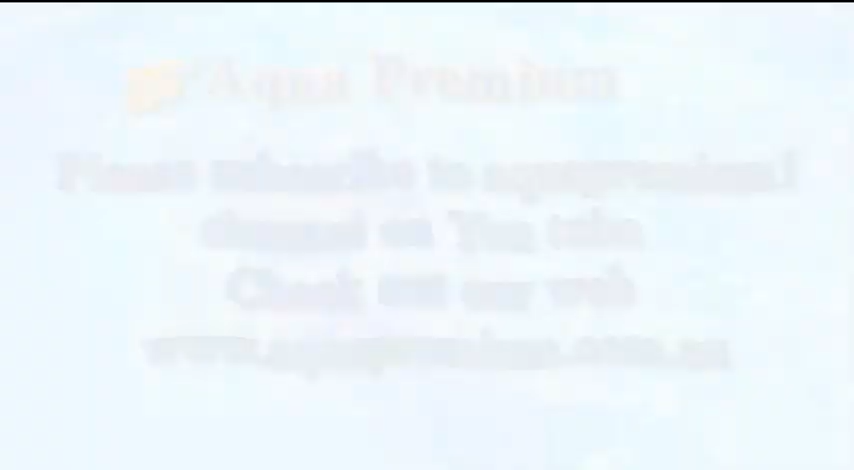 Aqua Premium
Please subscribe to aquapremium1
channel on You tube
Check out our web